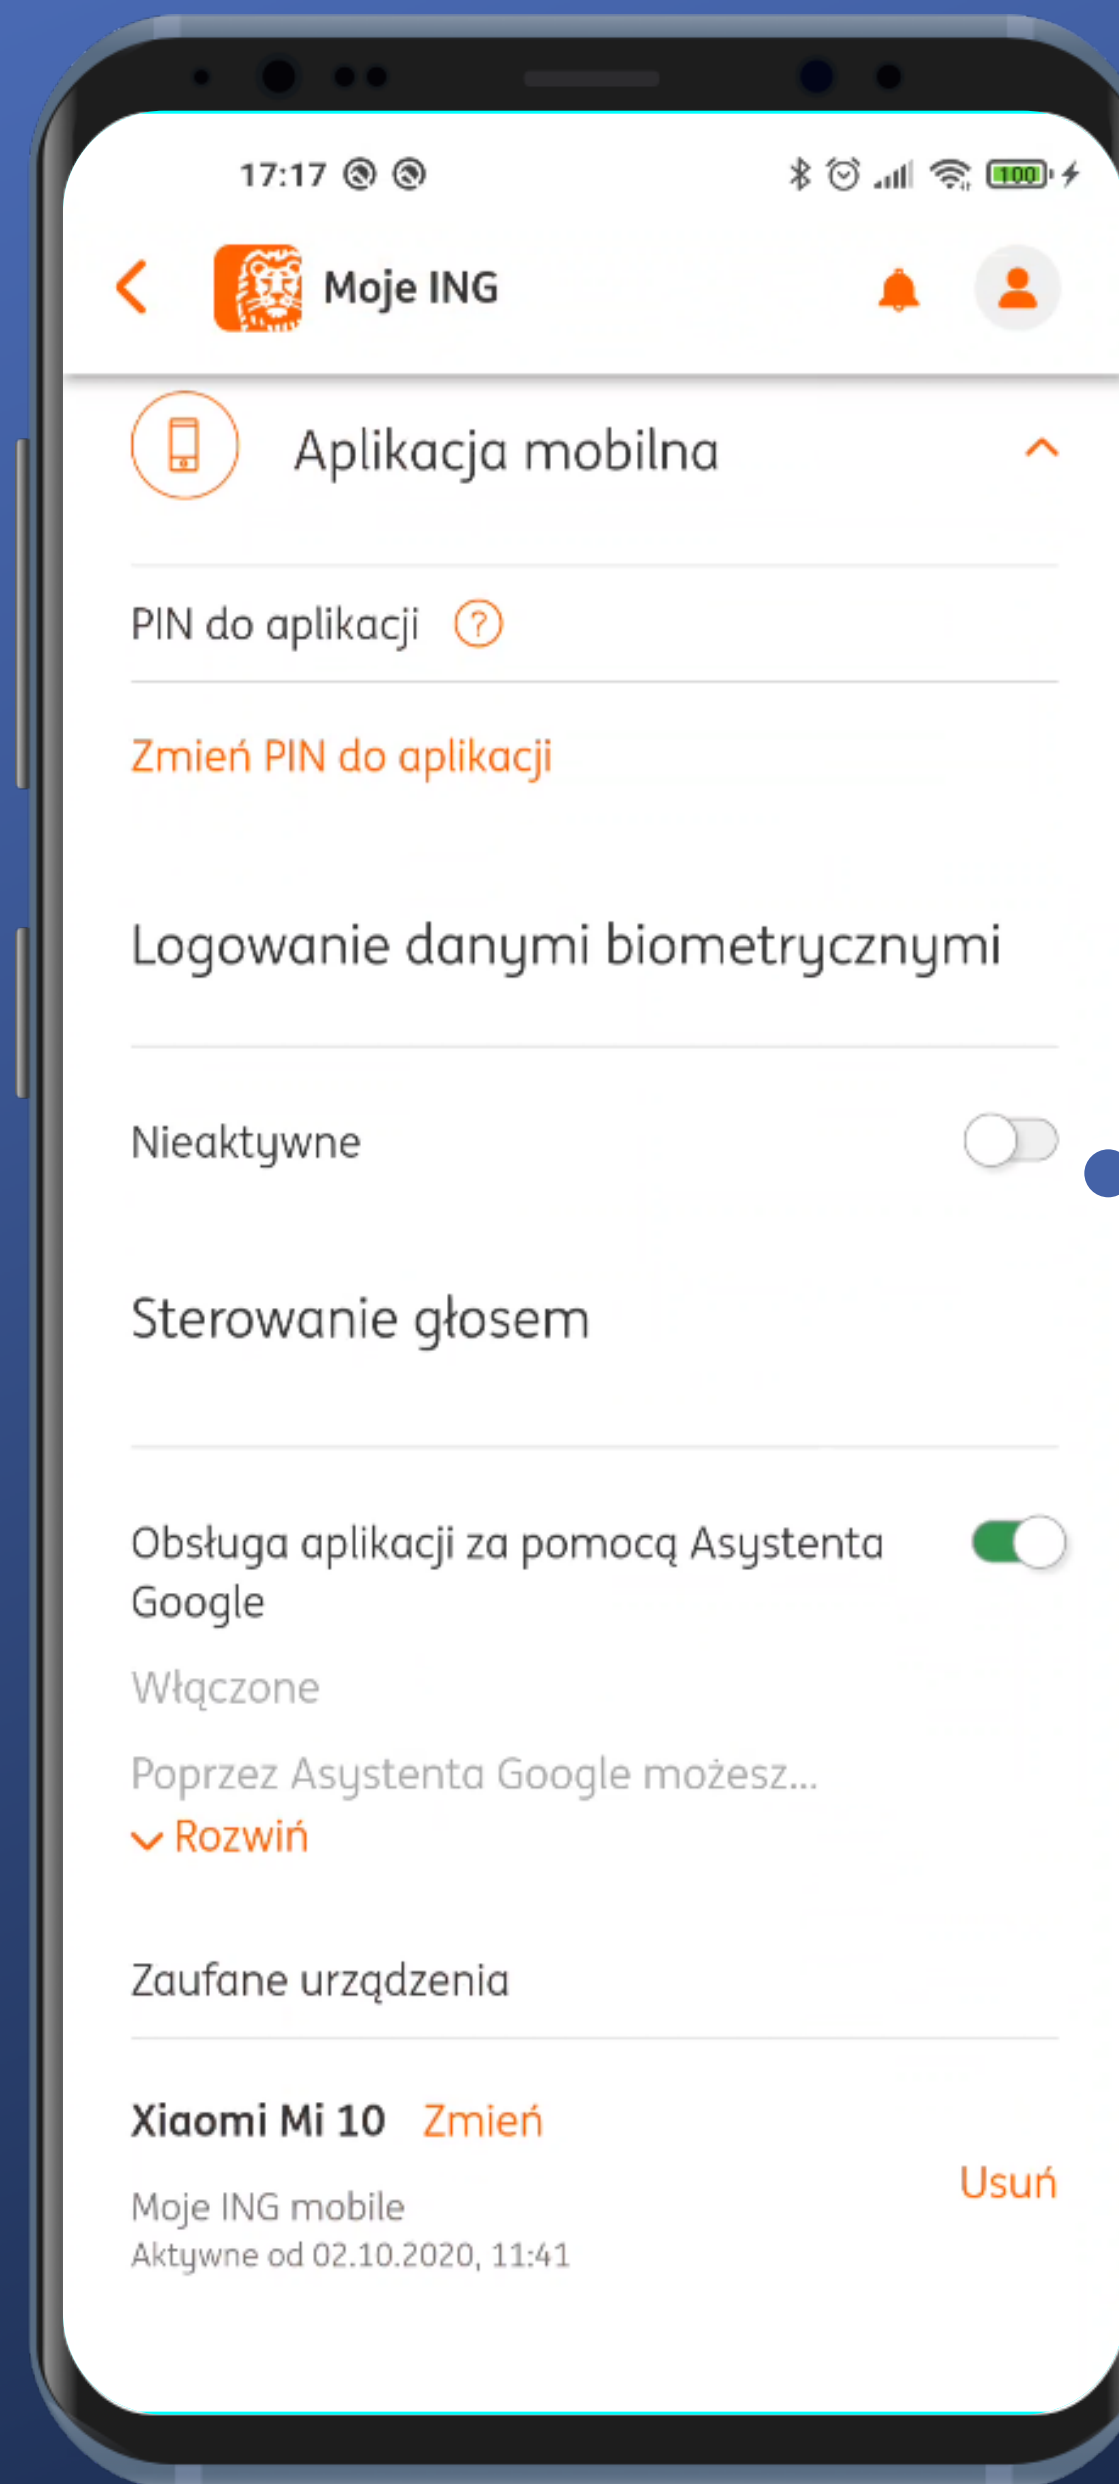 17:17
100
Moje ING
Aplikacja mobilna
PIN do aplikacji ?
Zmień PIN do aplikacji
Logowanie danymi biometrycznymi
Nieaktywne
Sterowanie głosem
Obsługa aplikacji za pomocą Asystenta
Google
Włączone
Poprzez Asystenta Google możesz...
Rozwiń
Zaufane urządzenia
Xiaomi Mi 10 Zmień
Usuń
Moje ING mobile
Aktywne od 02.10.2020, 11:41